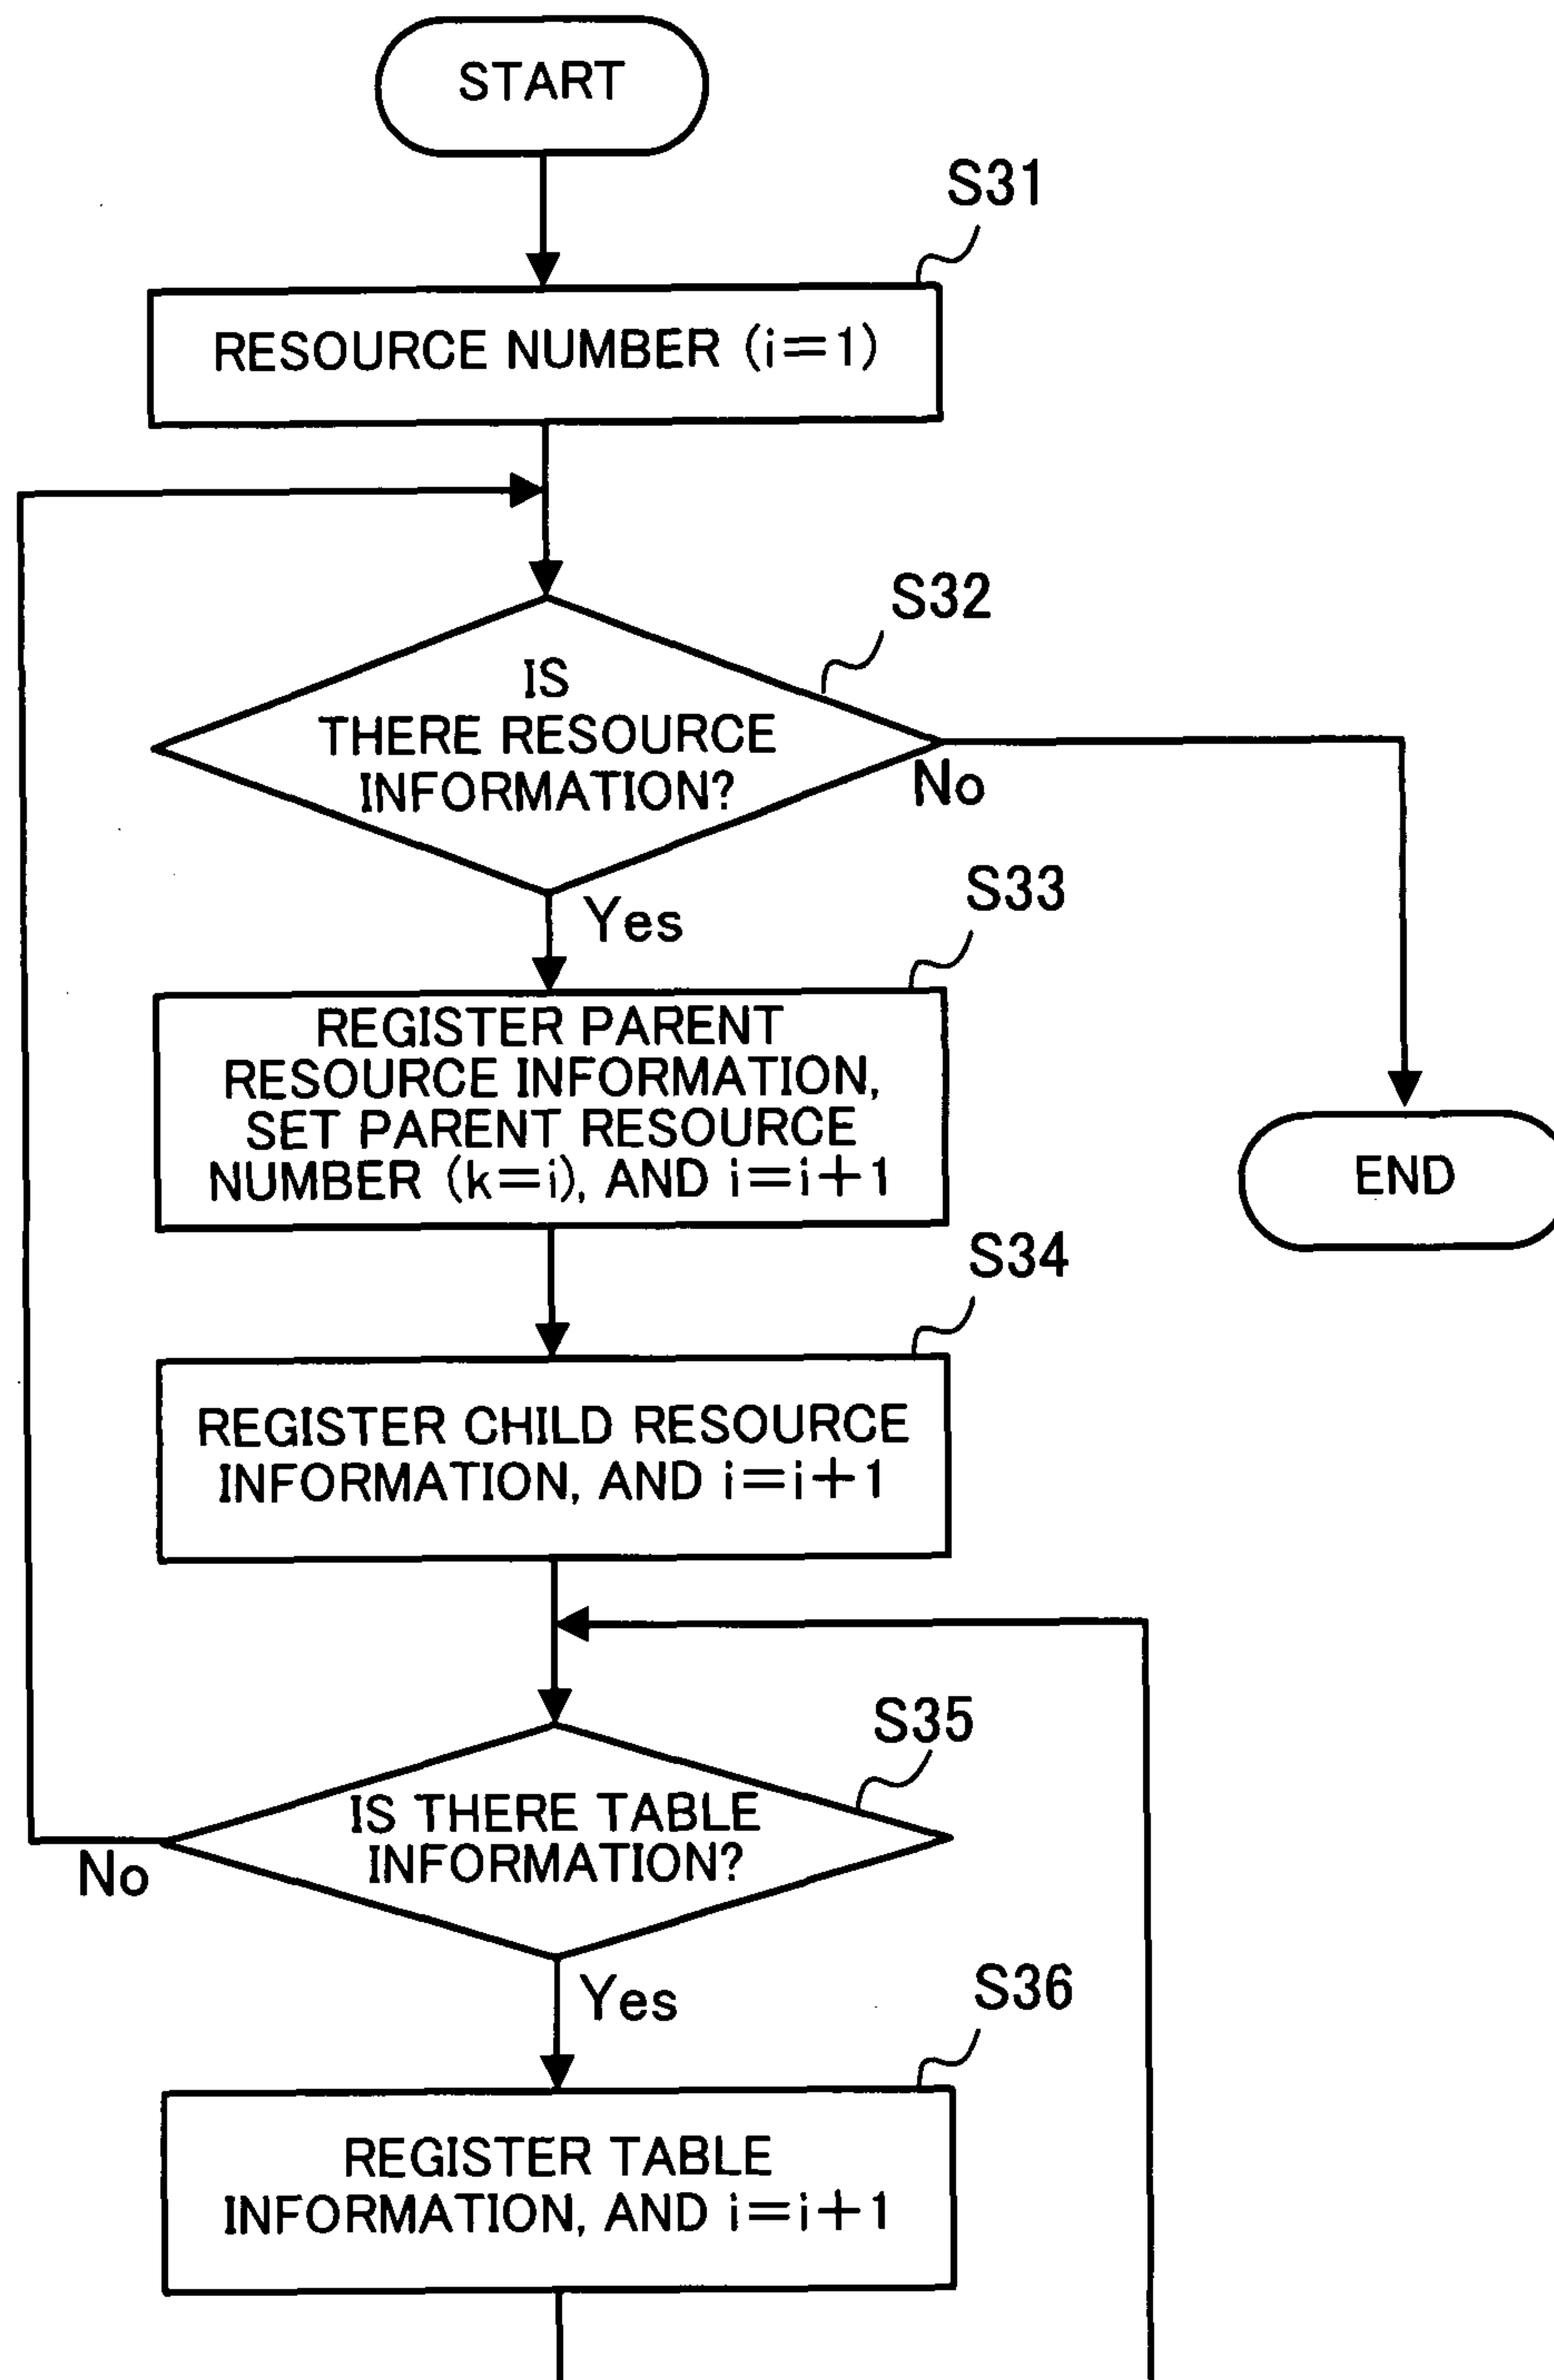 START
S31
RESOURCE NUMBER (i=1)
S32
IS
THERE RESOURCE
INFORMATION?
No
Yes
S33
REGISTER PARENT
RESOURCE INFORMATION,
SET PARENT RESOURCE
NUMBER (k=i), AND i=i+1
END
S34
REGISTER CHILD RESOURCE
INFORMATION, AND i=i+1
S35
IS THERE TABLE
INFORMATION?
No
Yes
S36
REGISTER TABLE
INFORMATION, AND i=i+1